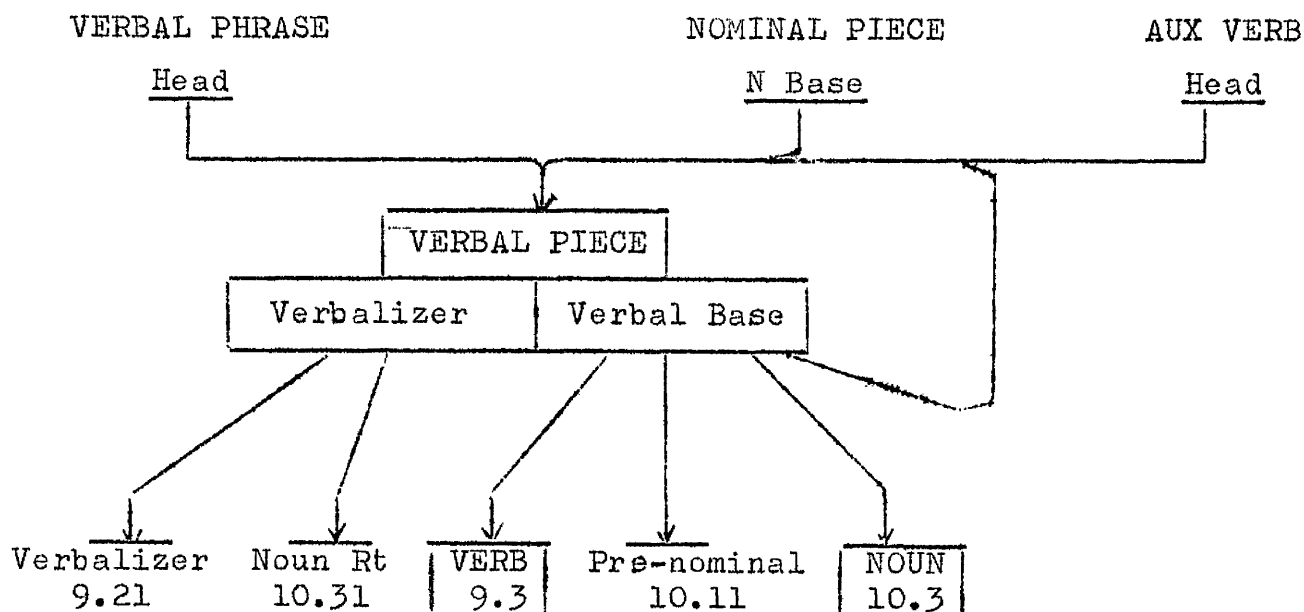 VERBAL PHRASE NOMINAL PIECE AUX VERB
Head N Base Head
VERBAL PIECE
Verbalizer Verbal Base
Verbalizer Noun Rt VERB Pre-nominal NOUN
9.21 10.31 9.3 10.11 10.3